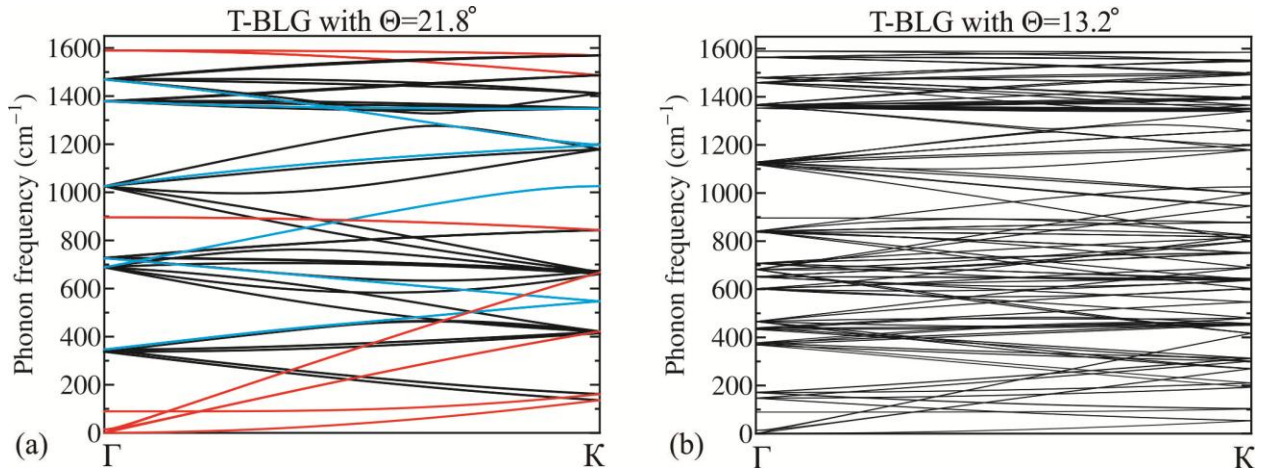 T-BLG with Θ=21.8°
Phonon frequency (cm⁻¹)
1600
1400
1200
1000
800
600
400
200
0
(a)
Γ
K
T-BLG with Θ=13.2°
Phonon frequency (cm⁻¹)
1600
1400
1200
1000
800
600
400
200
0
(b)
Γ
K